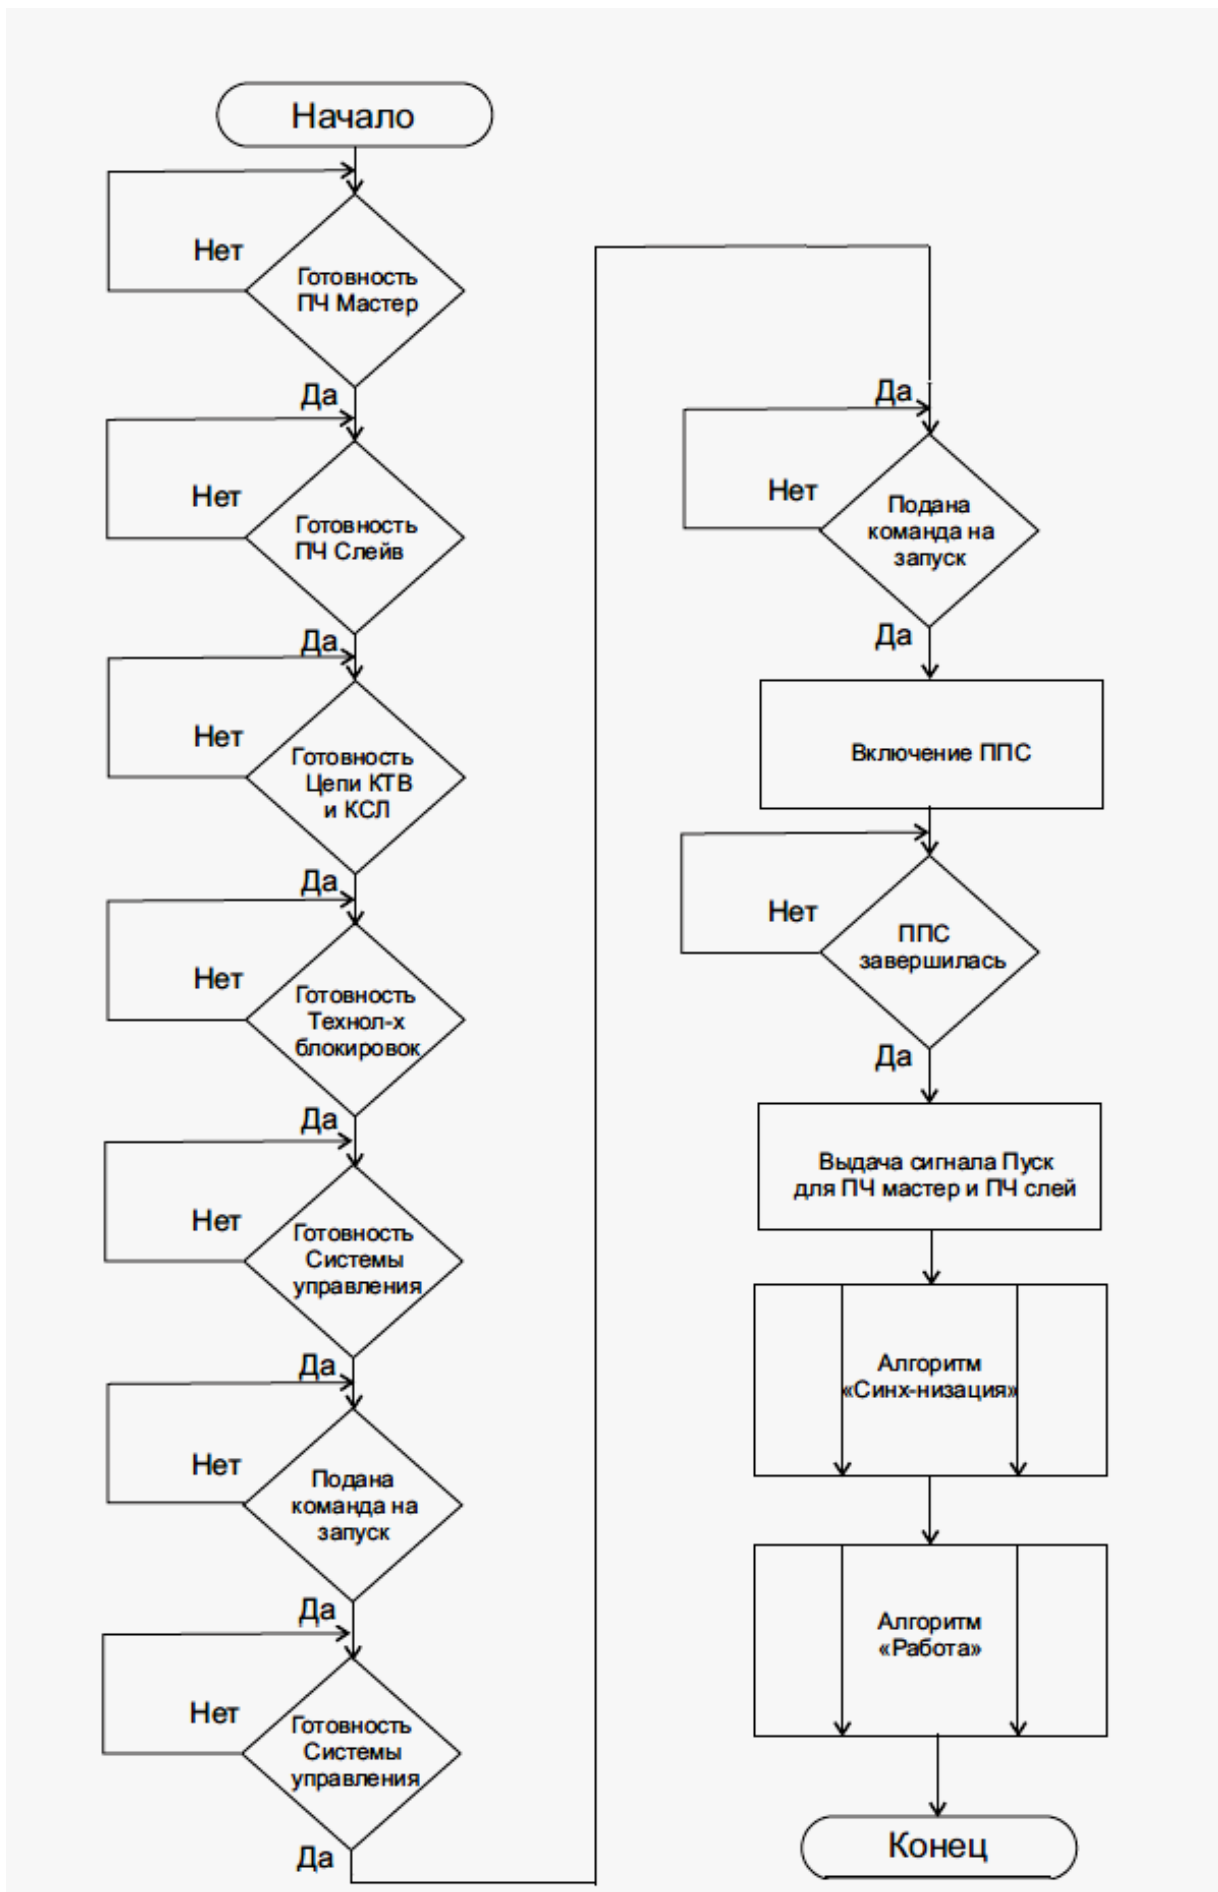 Начало
Нет
Готовность
ПЧ Мастер
Да
Нет
Готовность
ПЧ Слейв
Да
Нет
Готовность
Цепи КТВ
и КСЛ
Да
Нет
Готовность
Технол-х
блокировок
Да
Нет
Готовность
Системы
управления
Да
Нет
Подана
команда на
запуск
Да
Нет
Готовность
Системы
управления
Да
Да
Нет
Подана
команда на
запуск
Да
Включение ППС
Нет
ППС
завершилась
Да
Выдача сигнала Пуск
для ПЧ мастер и ПЧ слей
Алгоритм
«Синх-низация»
Алгоритм
«Работа»
Конец